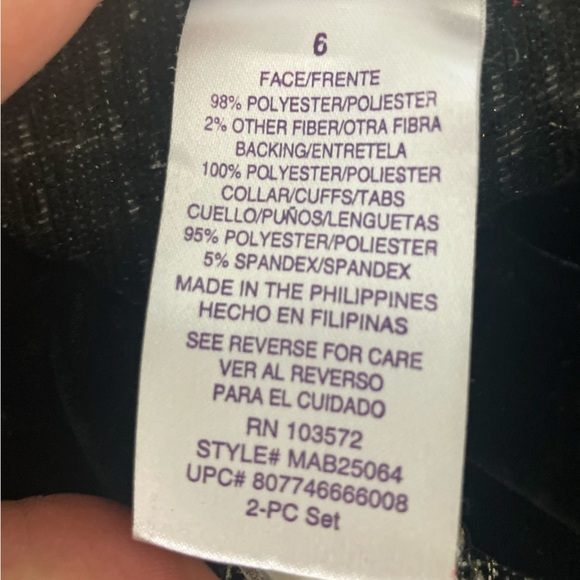 6
FACE/FRENTE
98% POLYESTER/POLIESTER
2% OTHER FIBER/OTRA FIBRA
BACKING/ENTRETELA
100% POLYESTER/POLIESTER
COLLAR/CUFFS/TABS
CUELLO/PUÑOS/LENGUETAS
95% POLYESTER/POLIESTER
5% SPANDEX/SPANDEX
MADE IN THE PHILIPPINES
HECHO EN FILIPINAS
SEE REVERSE FOR CARE
VER AL REVERSO
PARA EL CUIDADO
RN 103572
STYLE# MAB25064
UPC# 807746666008
2-PC Set